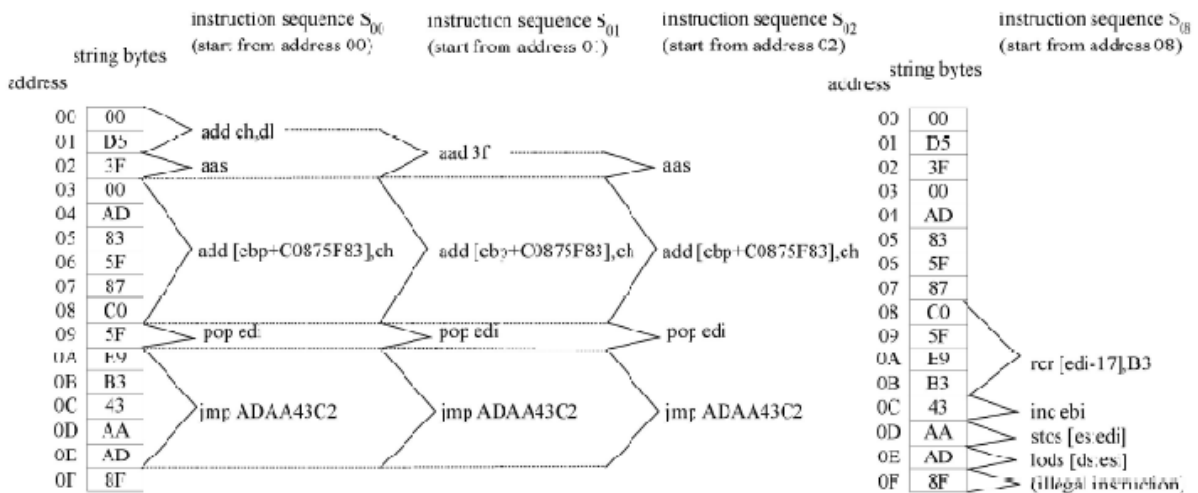 instruction sequence S00 instruction sequence S01 instruction sequence S02 instruction sequence S08
(start from address 00) (start from address 01) (start from address 02) (start from address 08)
string bytes string bytes
address address
00 00 00 00
01 D5 add ch,dl aad 3f 01 D5
02 3F aas aas 02 3F
03 00 03 00
04 AD 04 AD
05 83 05 83
06 5F add [ebp+C0875F83],ch add [ebp+C0875F83],ch add [ebp+C0875F83],ch 06 5F
07 87 07 87
08 C0 08 C0
09 5F pop edi pop edi pop edi 09 5F
0A E9 0A E9 rcr [edi-17],B3
0B B3 0B B3
0C 43 jmp ADAA43C2 jmp ADAA43C2 jmp ADAA43C2 0C 43 inc ebi
0D AA 0D AA stcs [es:edi]
0E AD 0E AD lods [ds:es:]
0F 8F 0F 8F (illegal instruction)